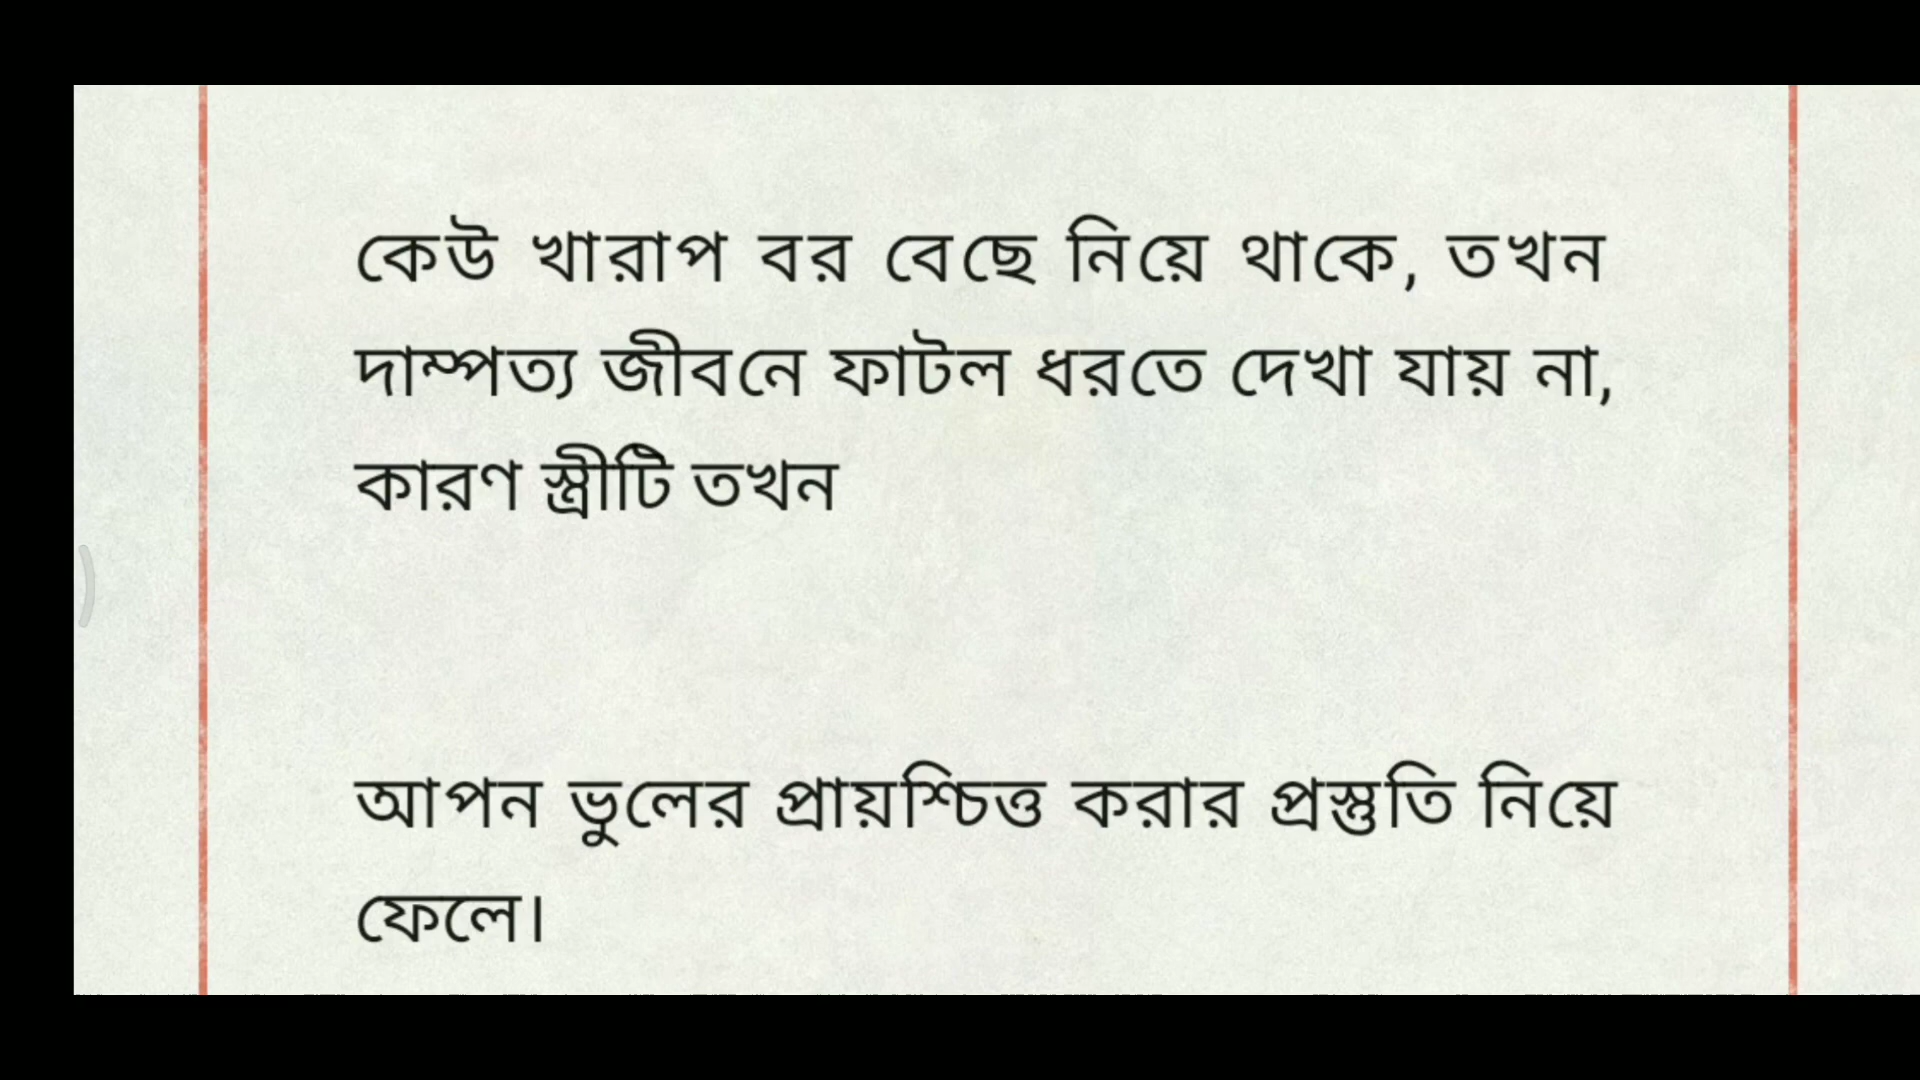 কেউ খারাপ বর বেছে নিয়ে থাকে, তখন
দাম্পত্য জীবনে ফাটল ধরতে দেখা যায় না,
কারণ স্ত্রীটি তখন
আপন ভুলের প্রায়শ্চিত্ত করার প্রস্তুতি নিয়ে
ফেলে।